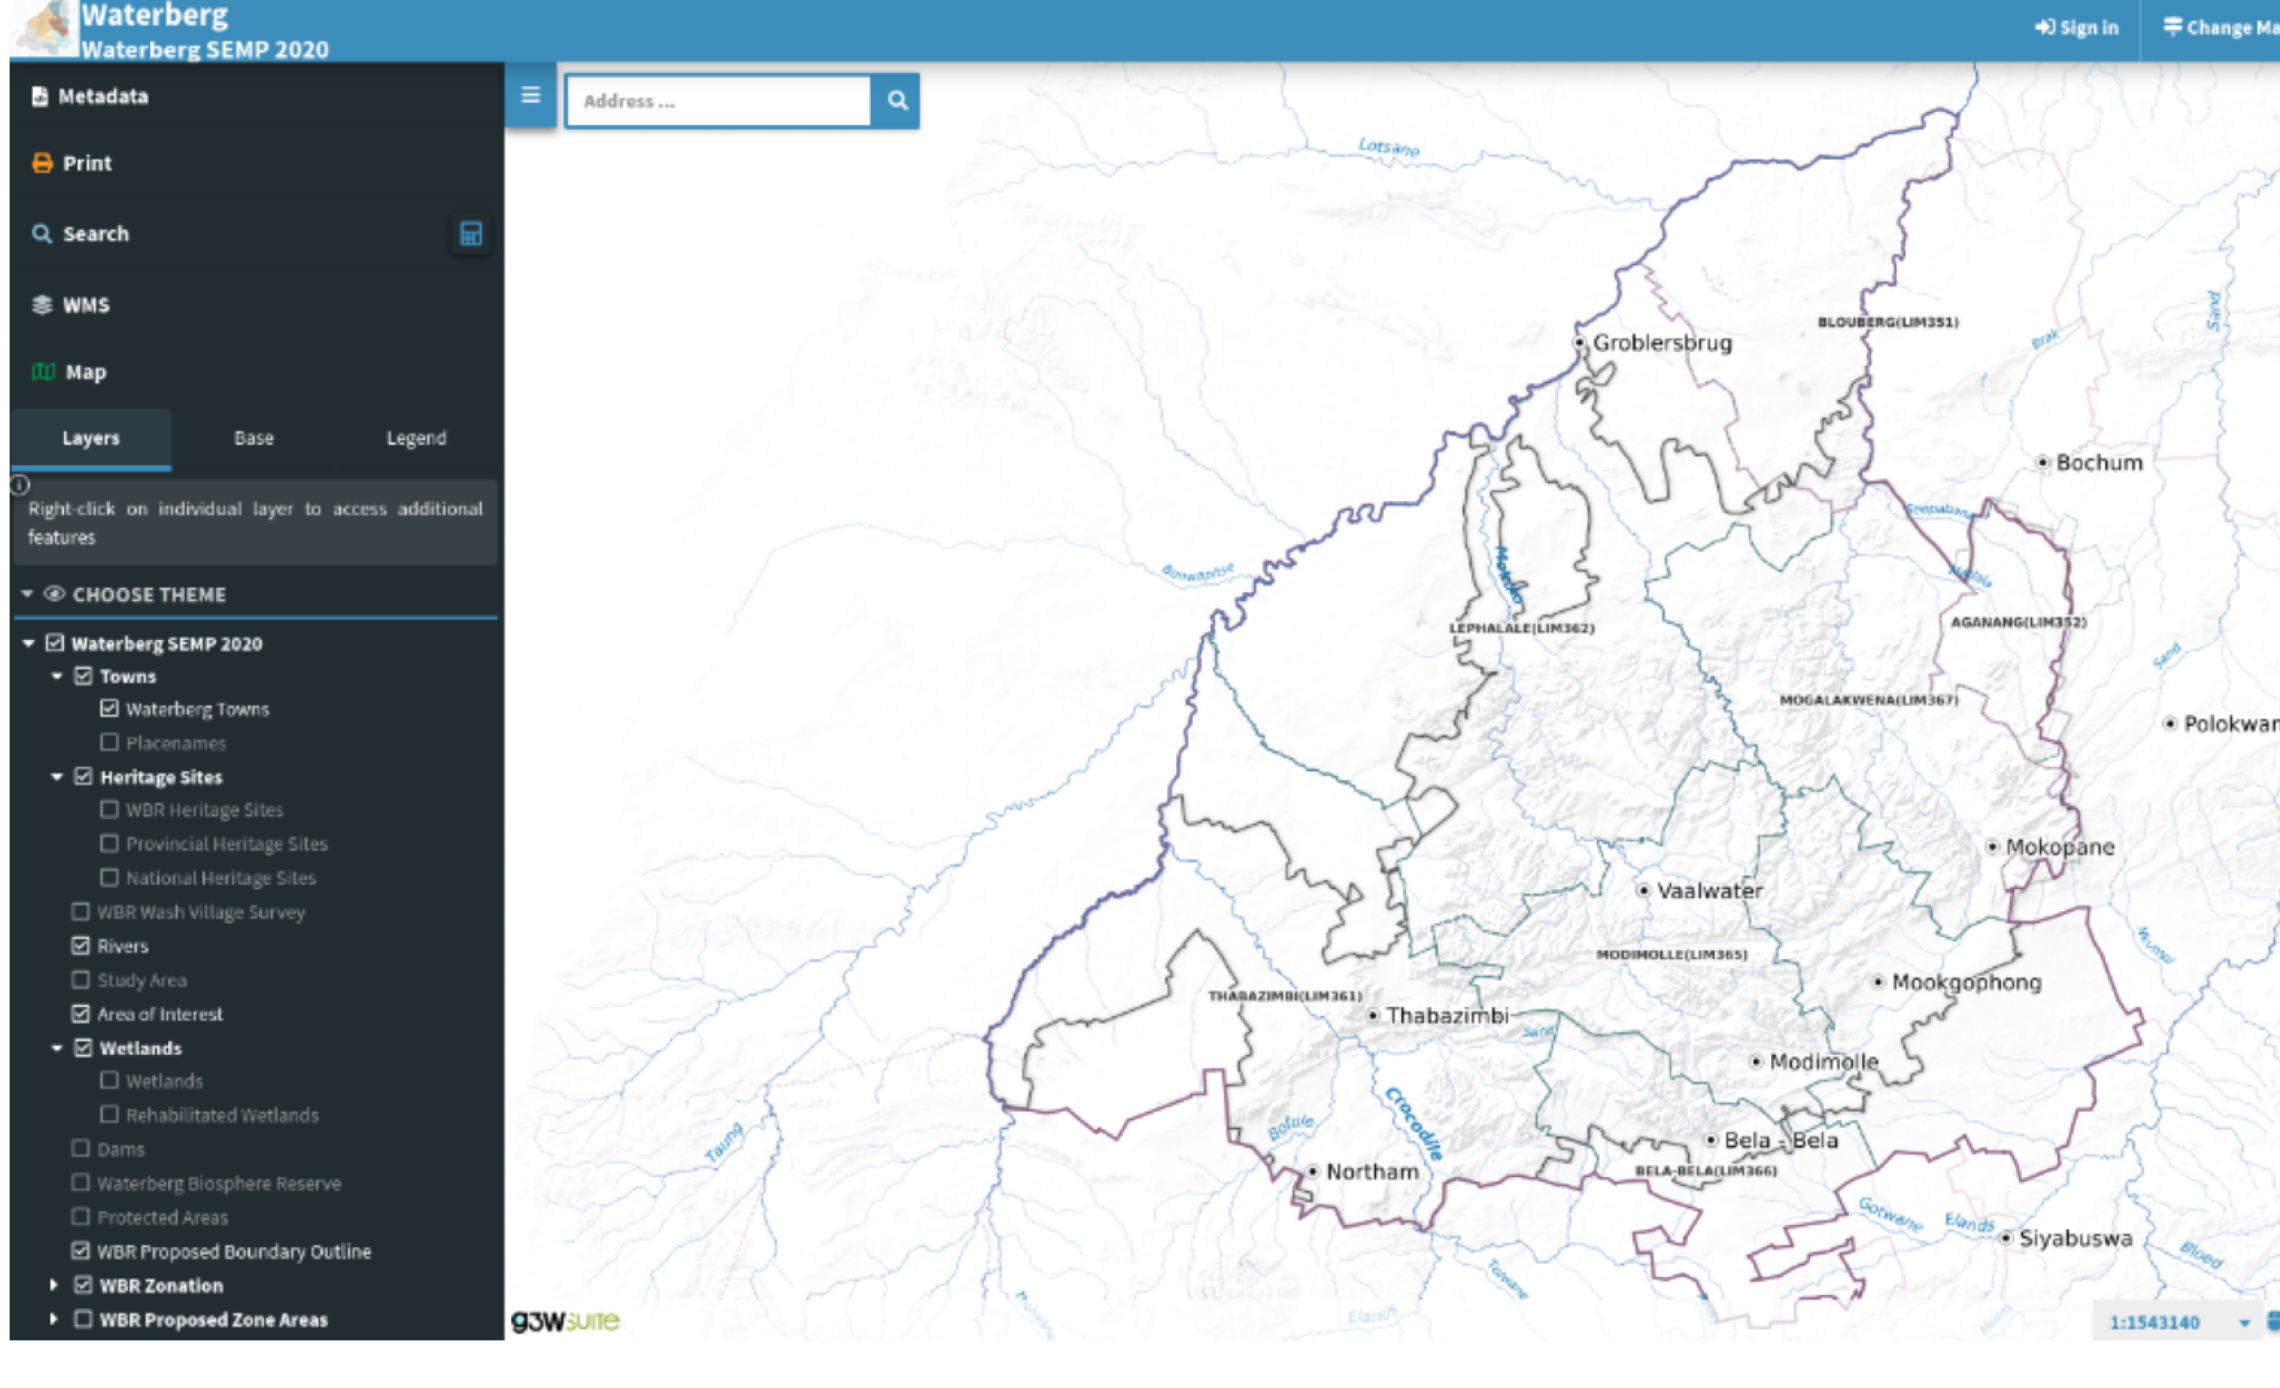 Waterberg
Waterberg SEMP 2020
Sign in
Change Ma
Metadata
Print
Search
WMS
Map
Layers Base Legend
Right-click on individual layer to access additional
features
CHOOSE THEME
Waterberg SEMP 2020
Towns
Waterberg Towns
Placenames
Heritage Sites
WBR Heritage Sites
Provincial Heritage Sites
National Heritage Sites
WBR Wash Village Survey
Rivers
Study Area
Area of Interest
Wetlands
Wetlands
Rehabilitated Wetlands
Dams
Waterberg Biosphere Reserve
Protected Areas
WBR Proposed Boundary Outline
WBR Zonation
WBR Proposed Zone Areas
Address ...
Lotsane
Sand
BLOUBERG(LIM351)
Brak
Groblersbrug
Bochum
Bonwapitse
Mokolo
LEPHALALE(LIM362)
AGANANG(LIM352)
Sand
MOGALAKWENA(LIM367)
Polokwan
Mokopane
Vaalwater
MODIMOLLE(LIM365)
Mookgophong
THABAZIMBI(LIM361)
Thabazimbi
Sand
Modimolle
Crocodile
Taung
Bofule
Bela - Bela
Northam
BELA-BELA(LIM366)
Gotwane
Elands
Siyabuswa
Bloed
Tolwane
Elands
g3wsuite
1:1543140